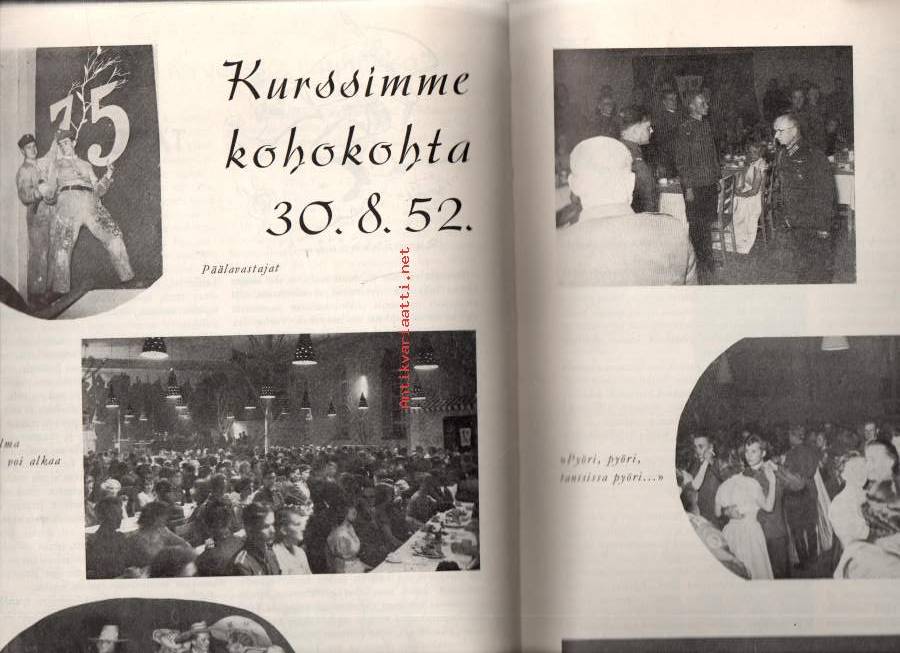 75
Kurssimme
kohokohta
30. 8. 52.
Päälavastajat
Antikvariaatti.net
lma
voi alkaa
»Pyöri, pyöri,
tanssissa pyöri...»